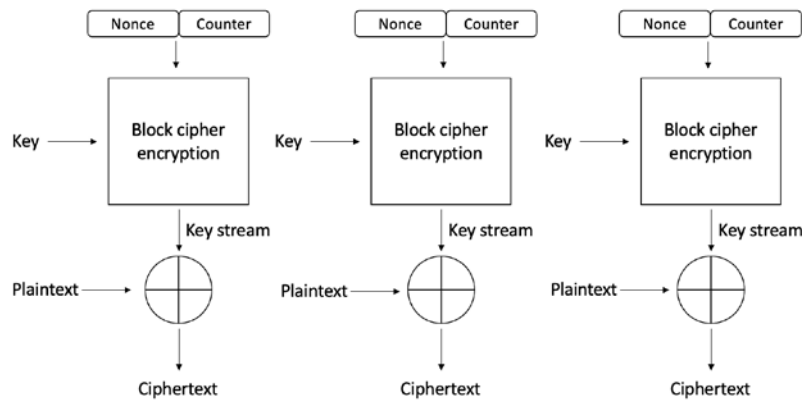 Nonce Counter Nonce Counter Nonce Counter
Key Block cipher encryption Key Block cipher encryption Key Block cipher encryption
Key stream Key stream Key stream
Plaintext Plaintext Plaintext
Ciphertext Ciphertext Ciphertext